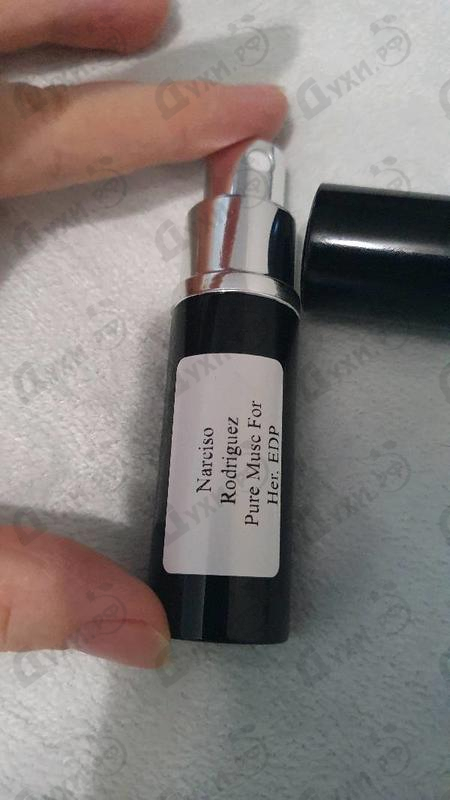 Narciso
Rodriguez
Pure Musc For
Her. EDP
Духи.рф